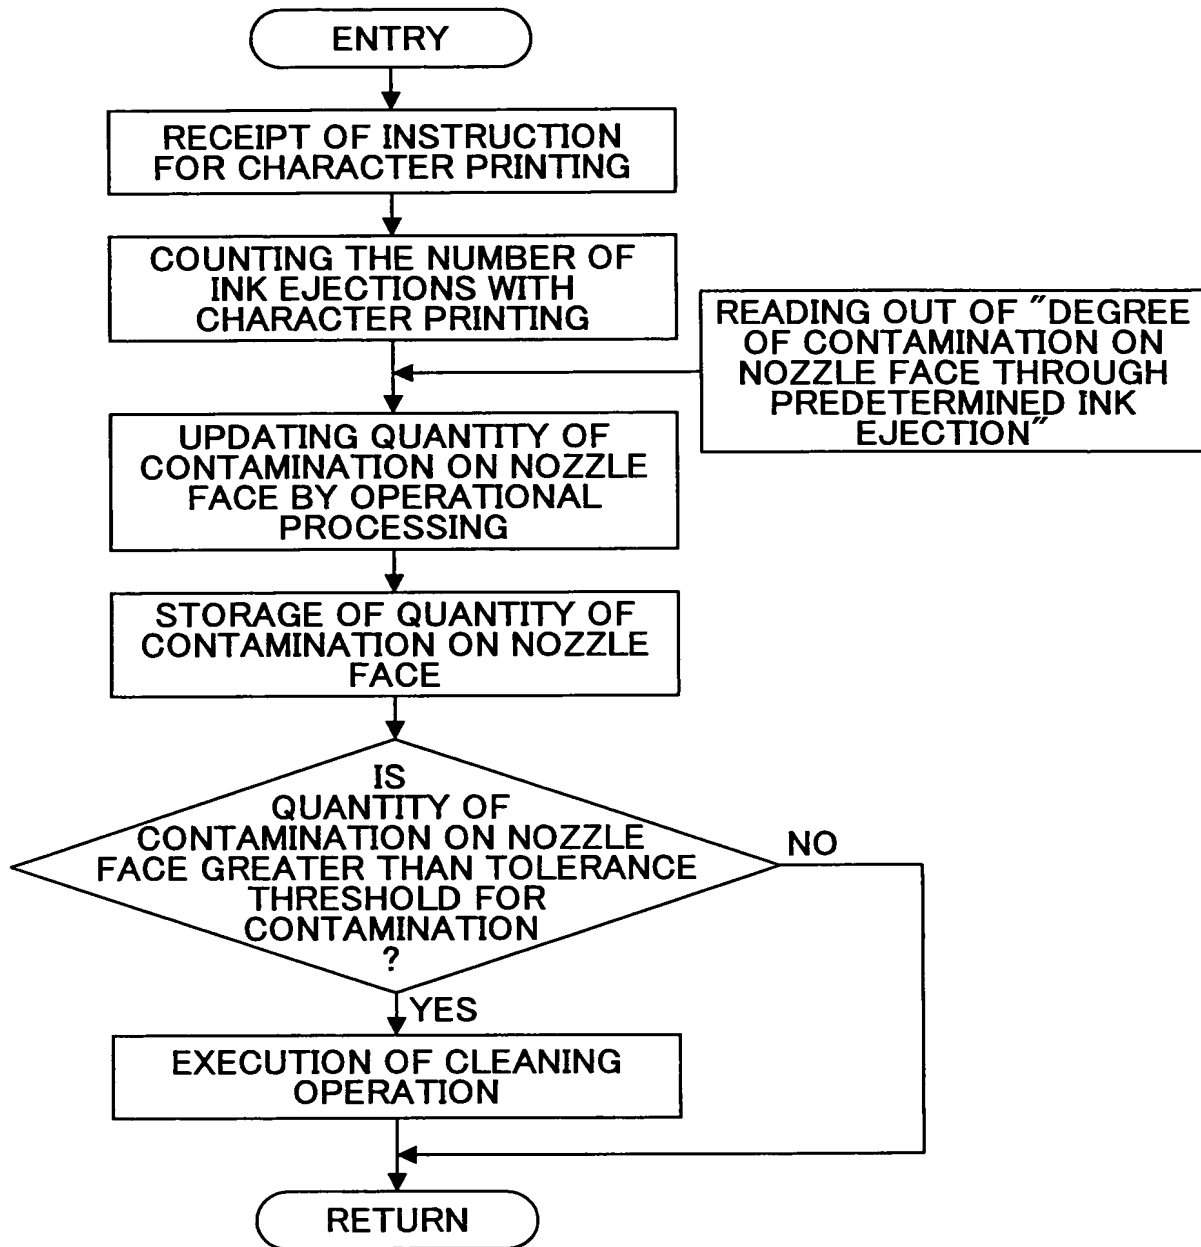 ENTRY
RECEIPT OF INSTRUCTION
FOR CHARACTER PRINTING
COUNTING THE NUMBER OF
INK EJECTIONS WITH
CHARACTER PRINTING
READING OUT OF "DEGREE
OF CONTAMINATION ON
NOZZLE FACE THROUGH
PREDETERMINED INK
EJECTION"
UPDATING QUANTITY OF
CONTAMINATION ON NOZZLE
FACE BY OPERATIONAL
PROCESSING
STORAGE OF QUANTITY OF
CONTAMINATION ON NOZZLE
FACE
IS
QUANTITY OF
CONTAMINATION ON NOZZLE
FACE GREATER THAN TOLERANCE
THRESHOLD FOR
CONTAMINATION
?
NO
YES
EXECUTION OF CLEANING
OPERATION
RETURN